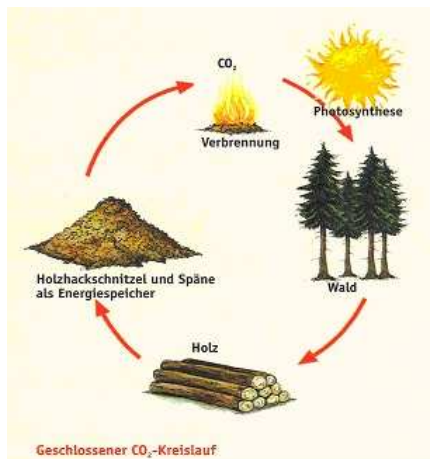 CO₂
Verbrennung
Photosynthese
Wald
Holz
Holzhackschnitzel und Späne
als Energiespeicher
Geschlossener CO₂-Kreislauf